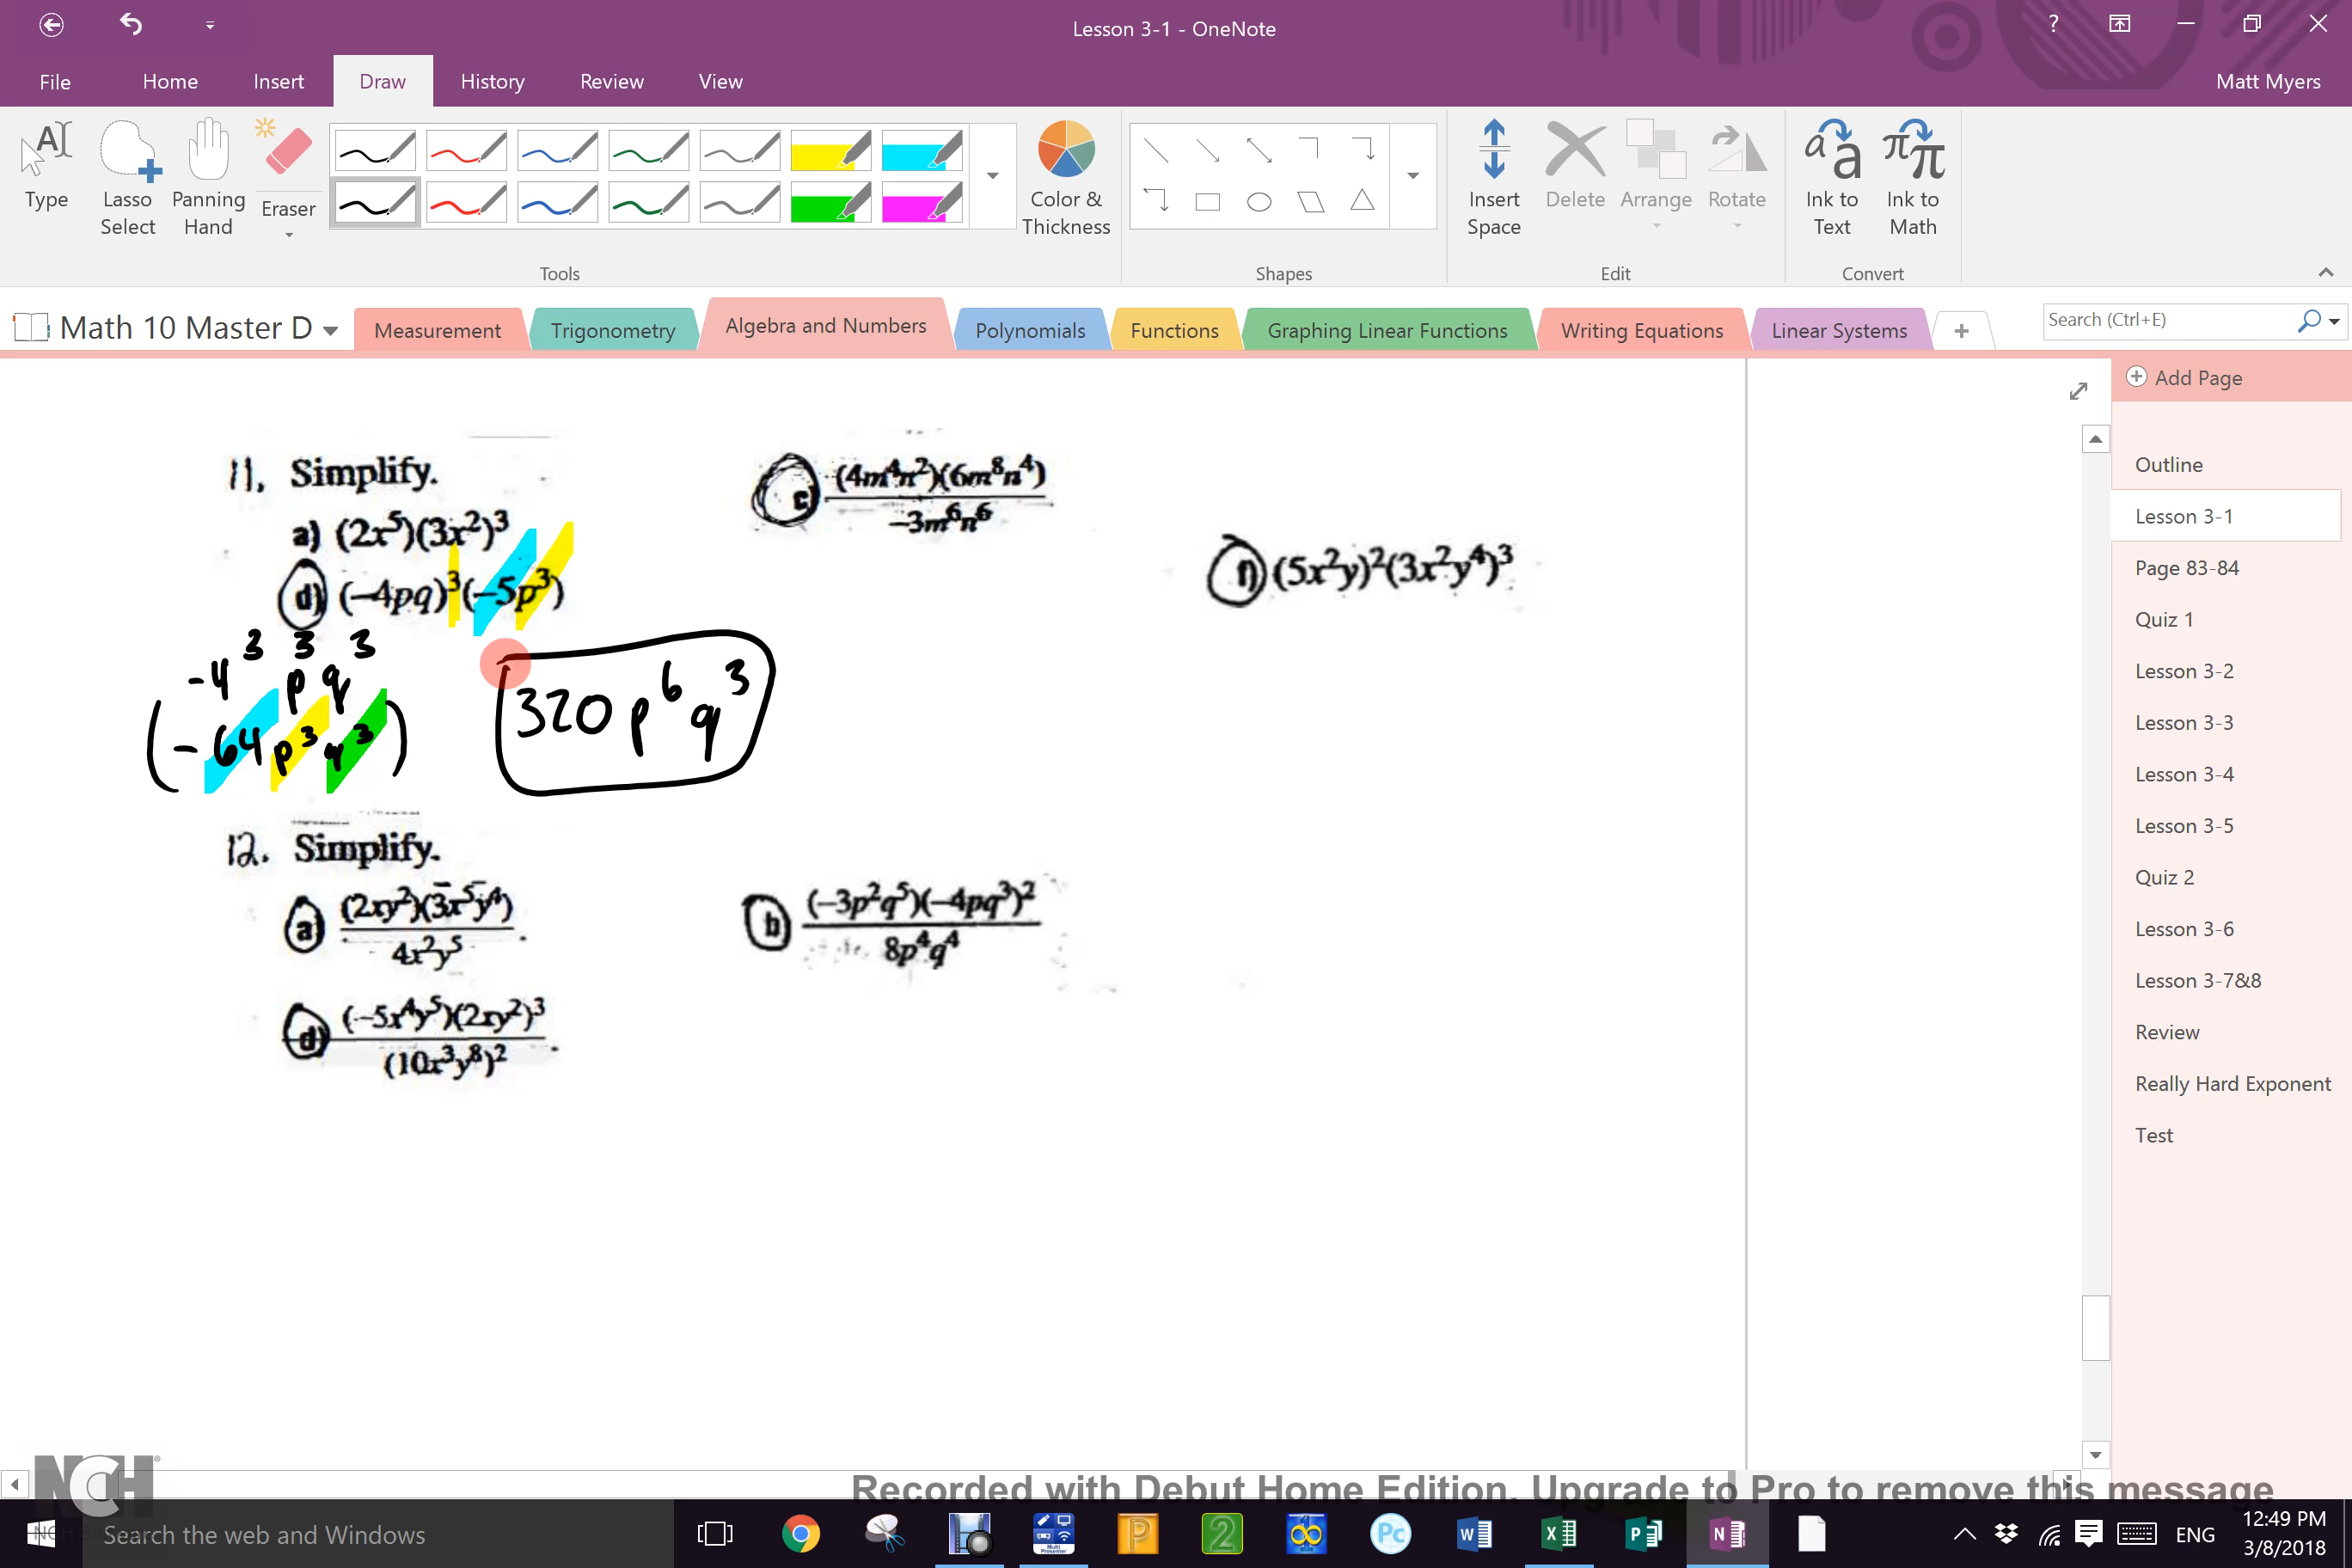 Lesson 3-1 - OneNote
?
File Home Insert Draw History Review View Matt Myers
Type Lasso Select Panning Hand Eraser Color & Thickness Insert Space Delete Arrange Rotate Ink to Text Ink to Math
Tools Shapes Edit Convert
Math 10 Master D Measurement Trigonometry Algebra and Numbers Polynomials Functions Graphing Linear Functions Writing Equations Linear Systems + Search (Ctrl+E)
Add Page
Outline
Lesson 3-1
Page 83-84
Quiz 1
Lesson 3-2
Lesson 3-3
Lesson 3-4
Lesson 3-5
Quiz 2
Lesson 3-6
Lesson 3-7&8
Review
Really Hard Exponent
Test
11. Simplify.
a) (2x⁵)(3x²)³
c) (4m⁴n²)(6m⁸n⁴)
-3m⁶n⁶
d) (-4pq)³(-5p³)
f) (5x²y)²(3x²y⁴)³
-4³ p³ q³
(-64p³q³)
320p⁶q³
12. Simplify.
a) (2xy²)(3x⁵y⁴)
4x²y⁵
b) (-3p²q⁵)(-4pq³)²
8p⁴q⁴
d) (-5x⁴y⁵)(2xy²)³
(10x³y⁸)²
NCH
Recorded with Debut Home Edition. Upgrade to Pro to remove this message
Search the web and Windows
ENG
12:49 PM
3/8/2018